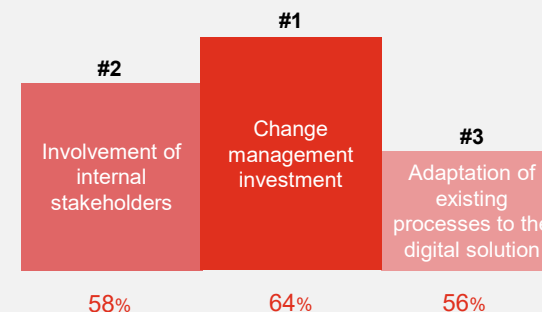 #1
#2
#3
Involvement of
internal
stakeholders
Change
management
investment
Adaptation of
existing
processes to the
digital solution
58%
64%
56%